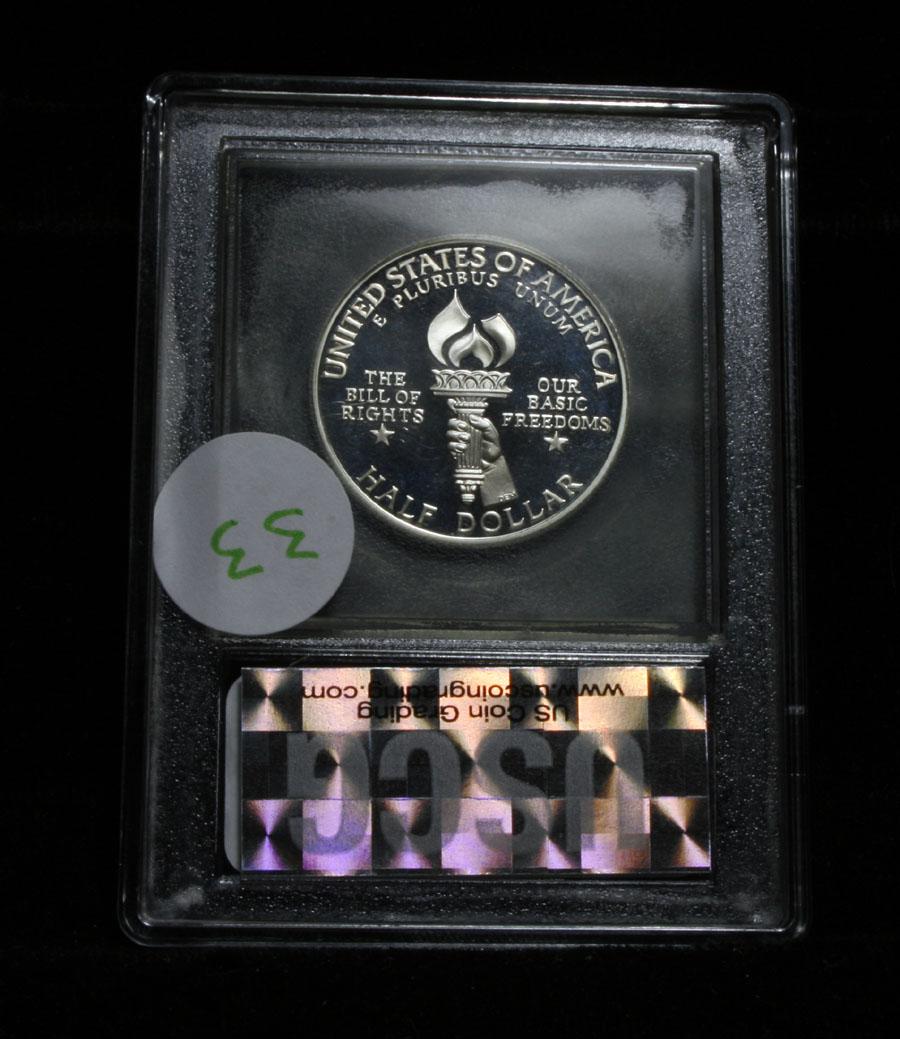 UNITED STATES OF AMERICA
E PLURIBUS UNUM
THE
BILL OF
RIGHTS
OUR
BASIC
FREEDOMS
HALF DOLLAR
33
www.uscoingrading.com
US Coin Grading
USCG